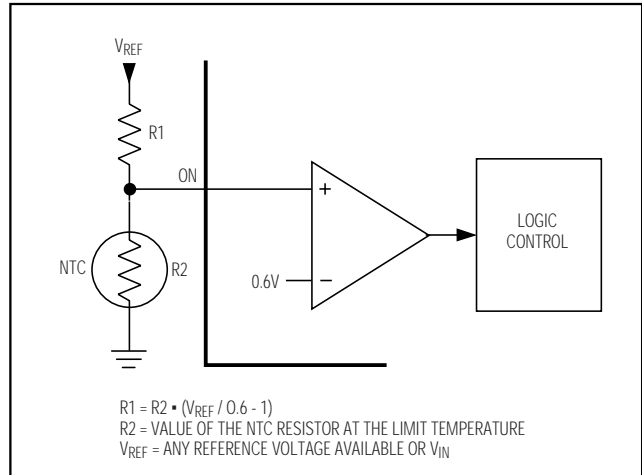 VREF
R1
ON
+
LOGIC
CONTROL
NTC
R2
0.6V
−
R1 = R2 ▪ (VREF / 0.6 - 1)
R2 = VALUE OF THE NTC RESISTOR AT THE LIMIT TEMPERATURE
VREF = ANY REFERENCE VOLTAGE AVAILABLE OR VIN